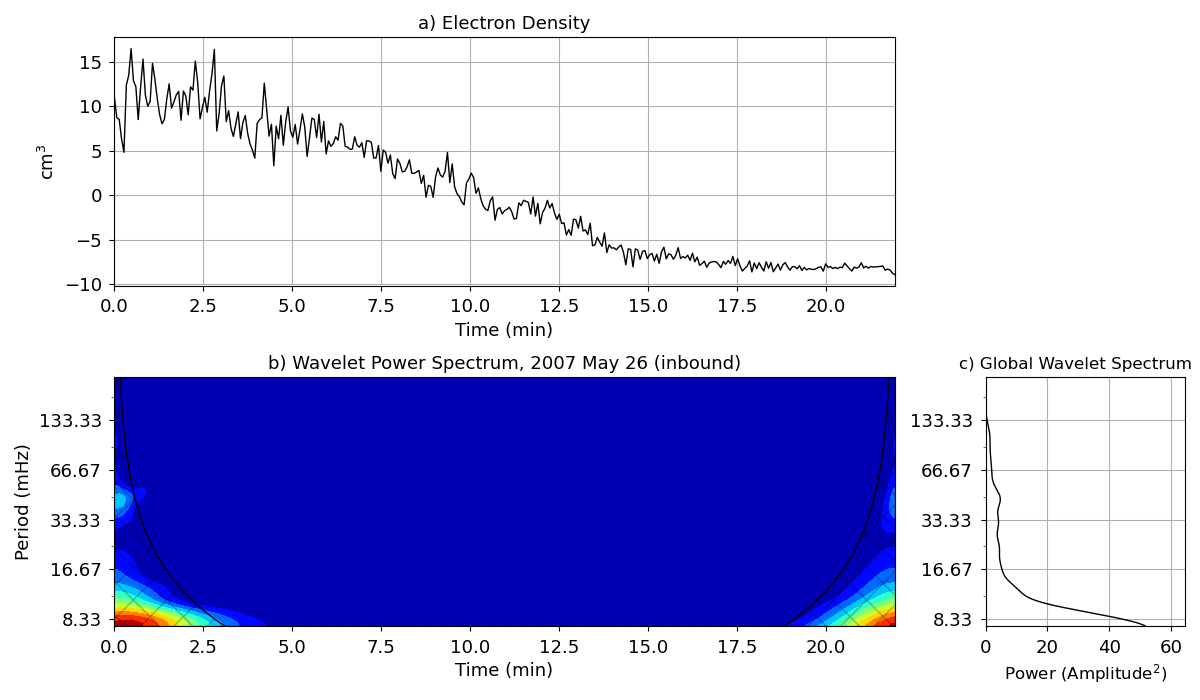 a) Electron Density
15
10
5
0
−5
−10
cm³
0.0 2.5 5.0 7.5 10.0 12.5 15.0 17.5 20.0
Time (min)
b) Wavelet Power Spectrum, 2007 May 26 (inbound)
133.33
66.67
33.33
16.67
8.33
Period (mHz)
0.0 2.5 5.0 7.5 10.0 12.5 15.0 17.5 20.0
Time (min)
c) Global Wavelet Spectrum
133.33
66.67
33.33
16.67
8.33
0 20 40 60
Power (Amplitude²)